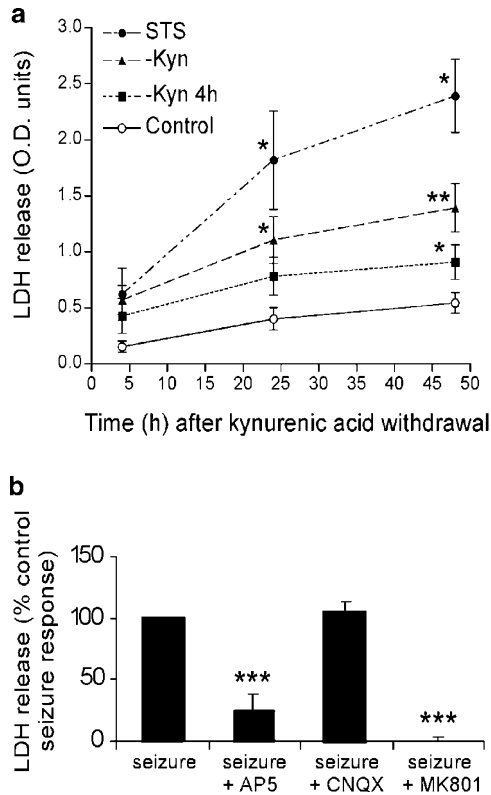 a
LDH release (O.D. units)
3.0
2.5
2.0
1.5
1.0
0.5
0.0
STS
-Kyn
-Kyn 4h
Control
*
*
*
**
*
0 5 10 15 20 25 30 35 40 45 50
Time (h) after kynurenic acid withdrawal
b
LDH release (% control
seizure response)
150
100
50
0
***
***
seizure seizure seizure seizure
+ AP5 + CNQX + MK801